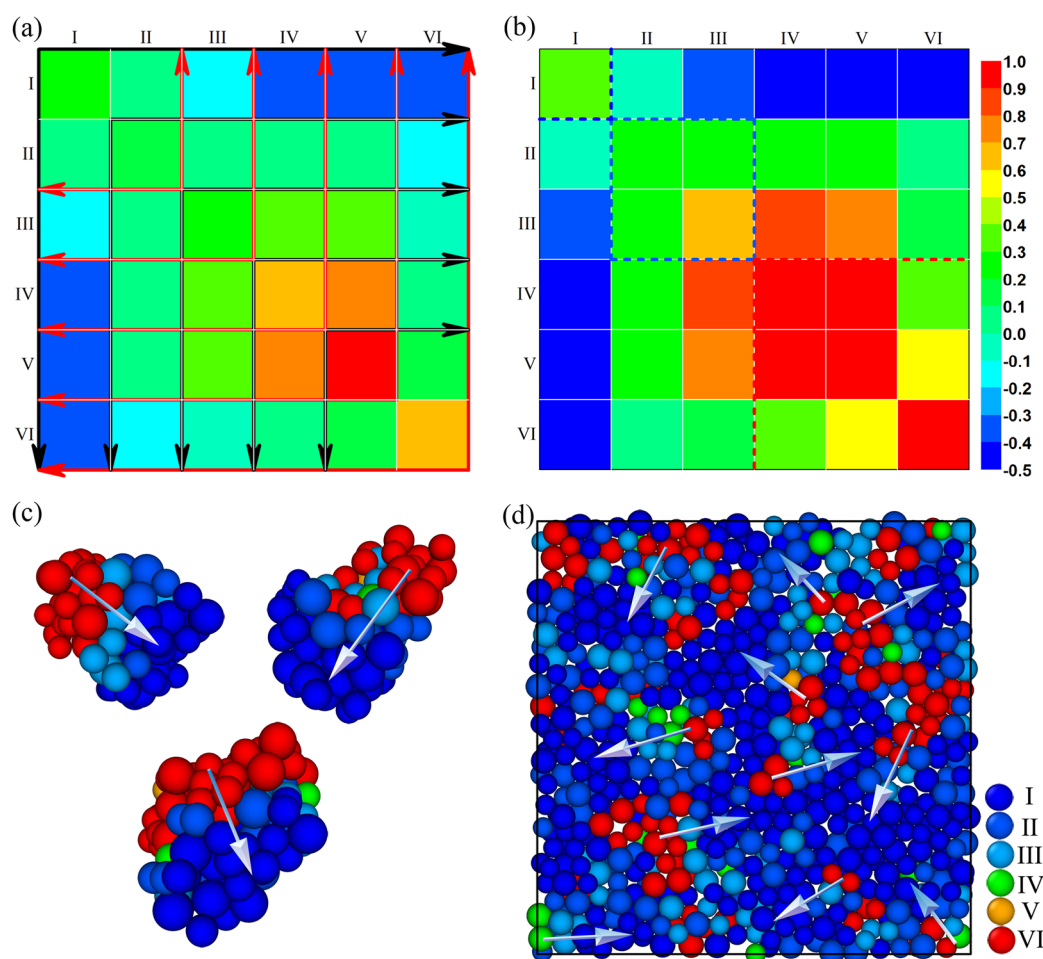 (a)
I II III IV V VI
I
II
III
IV
V
VI
(b)
I II III IV V VI
I
II
III
IV
V
VI
1.0
0.9
0.8
0.7
0.6
0.5
0.4
0.3
0.2
0.1
0.0
-0.1
-0.2
-0.3
-0.4
-0.5
(c)
(d)
I
II
III
IV
V
VI